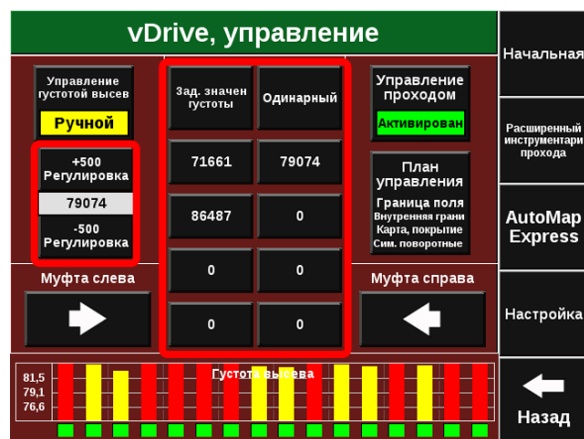 vDrive, управление
Управление
густотой высев
Ручной
+500
Регулировка
79074
-500
Регулировка
Муфта слева
Зад. значен
густоты
Одинарный
71661
79074
86487
0
0
0
0
0
Управление
проходом
Активирован
План
управления
Граница поля
Внутренняя грани
Карта, покрытие
Сим. поворотные
Муфта справа
Густота высева
81,5
79,1
76,6
Начальная
Расширенный
инструментари
прохода
AutoMap
Express
Настройка
Назад